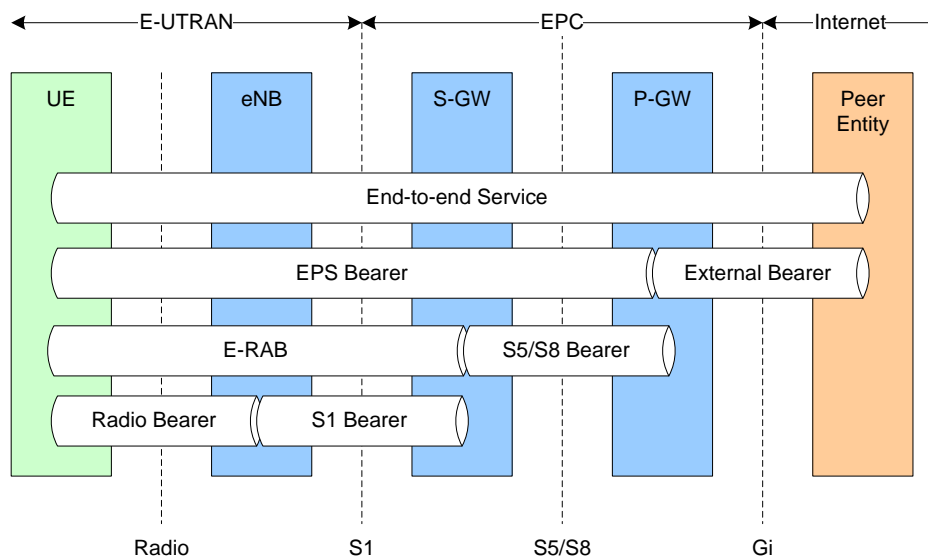 E-UTRAN
EPC
Internet
UE
eNB
S-GW
P-GW
Peer
Entity
End-to-end Service
EPS Bearer
External Bearer
E-RAB
S5/S8 Bearer
Radio Bearer
S1 Bearer
Radio
S1
S5/S8
Gi